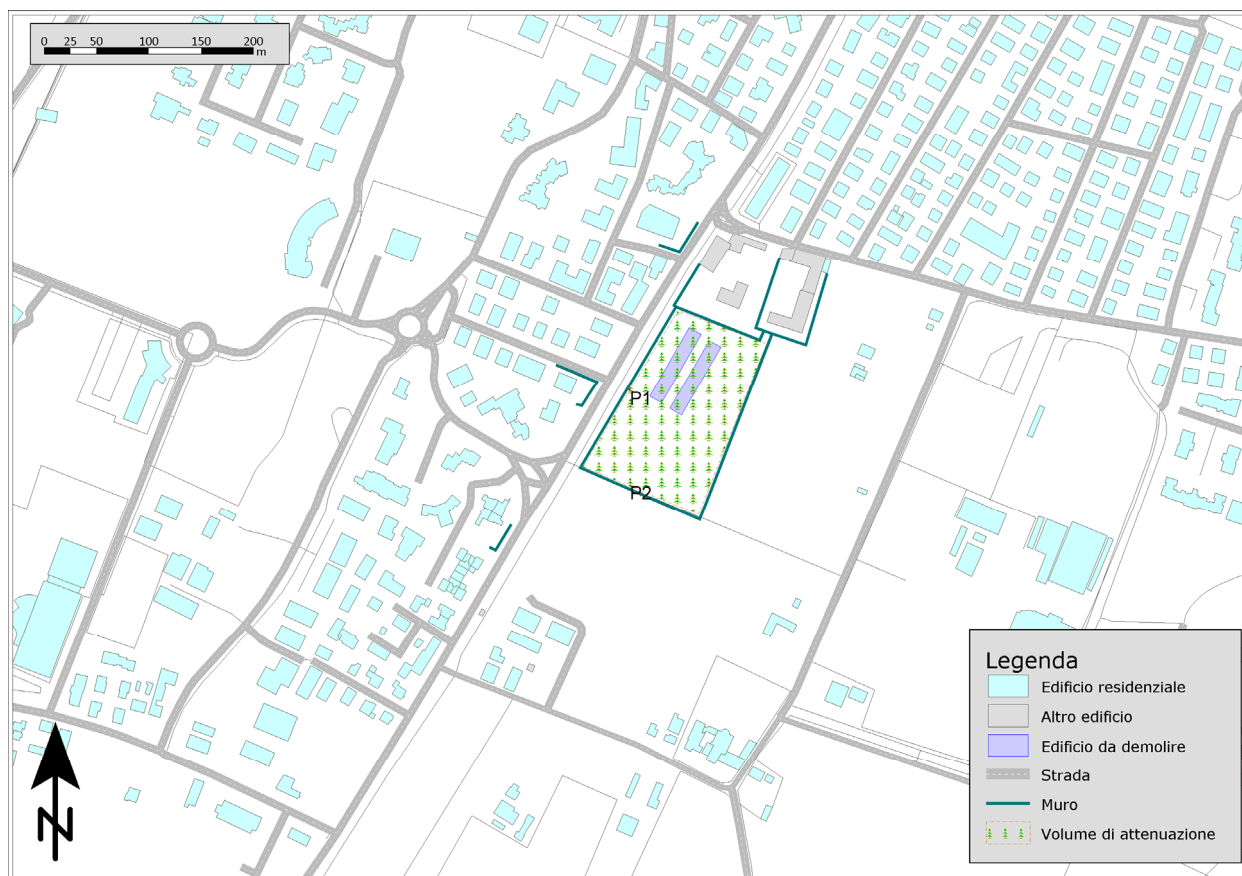 0 25 50 100 150 200
m
P1
P2
Legenda
Edificio residenziale
Altro edificio
Edificio da demolire
Strada
Muro
Volume di attenuazione
N